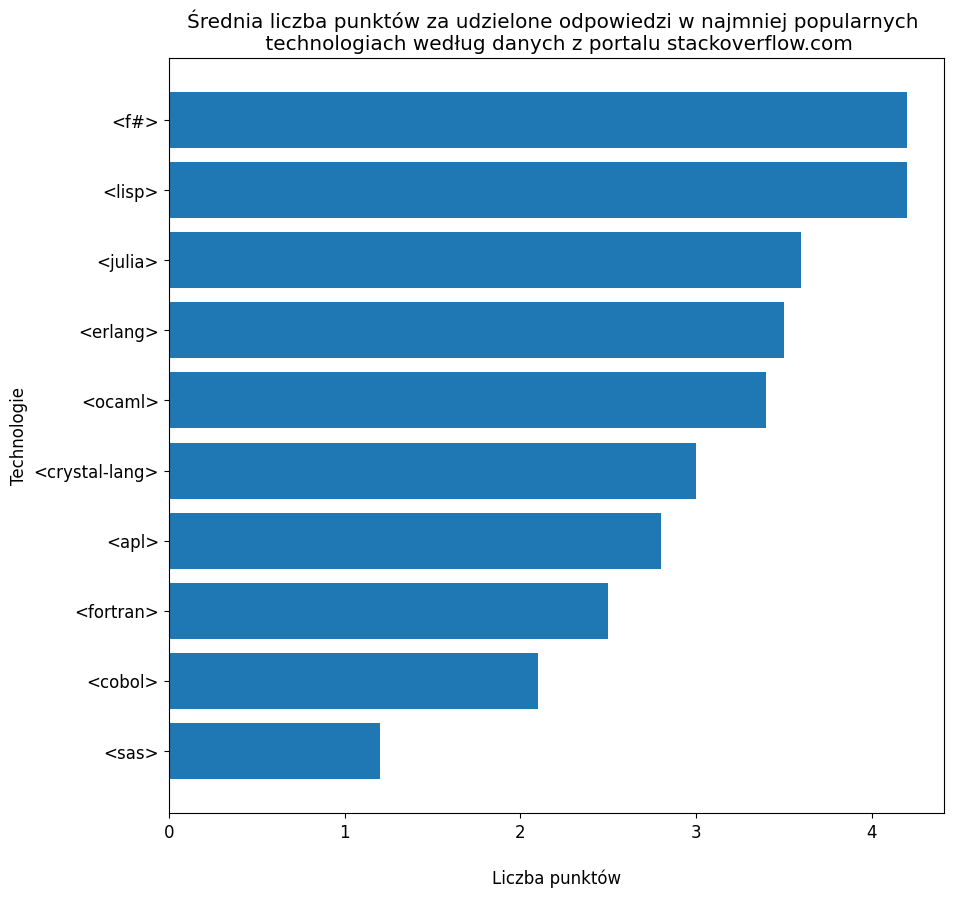 Średnia liczba punktów za udzielone odpowiedzi w najmniej popularnych
technologiach według danych z portalu stackoverflow.com
<f#>
<lisp>
<julia>
<erlang>
<ocaml>
<crystal-lang>
<apl>
<fortran>
<cobol>
<sas>
Technologie
0 1 2 3 4
Liczba punktów